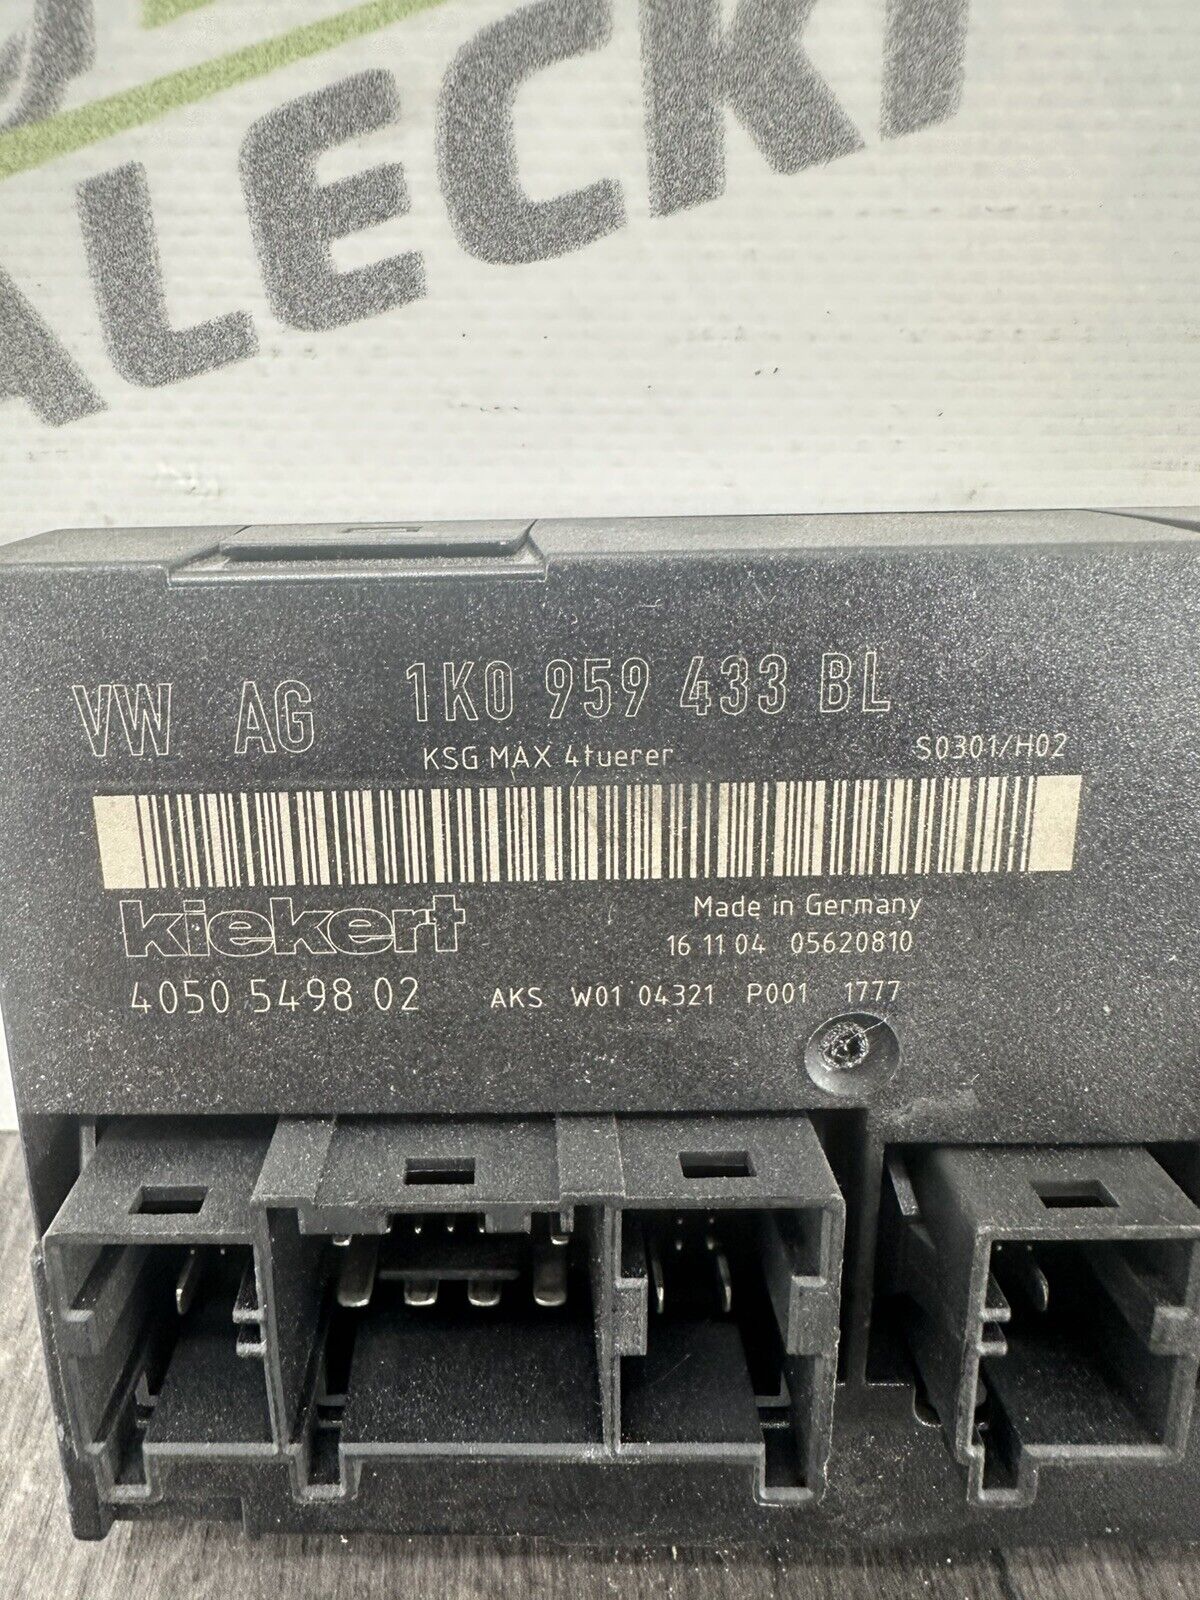 ALECKI
VW AG 1K0 959 433 BL
KSG MAX 4tuerer S0301/H02
kiekert Made in Germany
16 11 04 05620810
4050 5498 02 AKS W01 04321 P001 1777